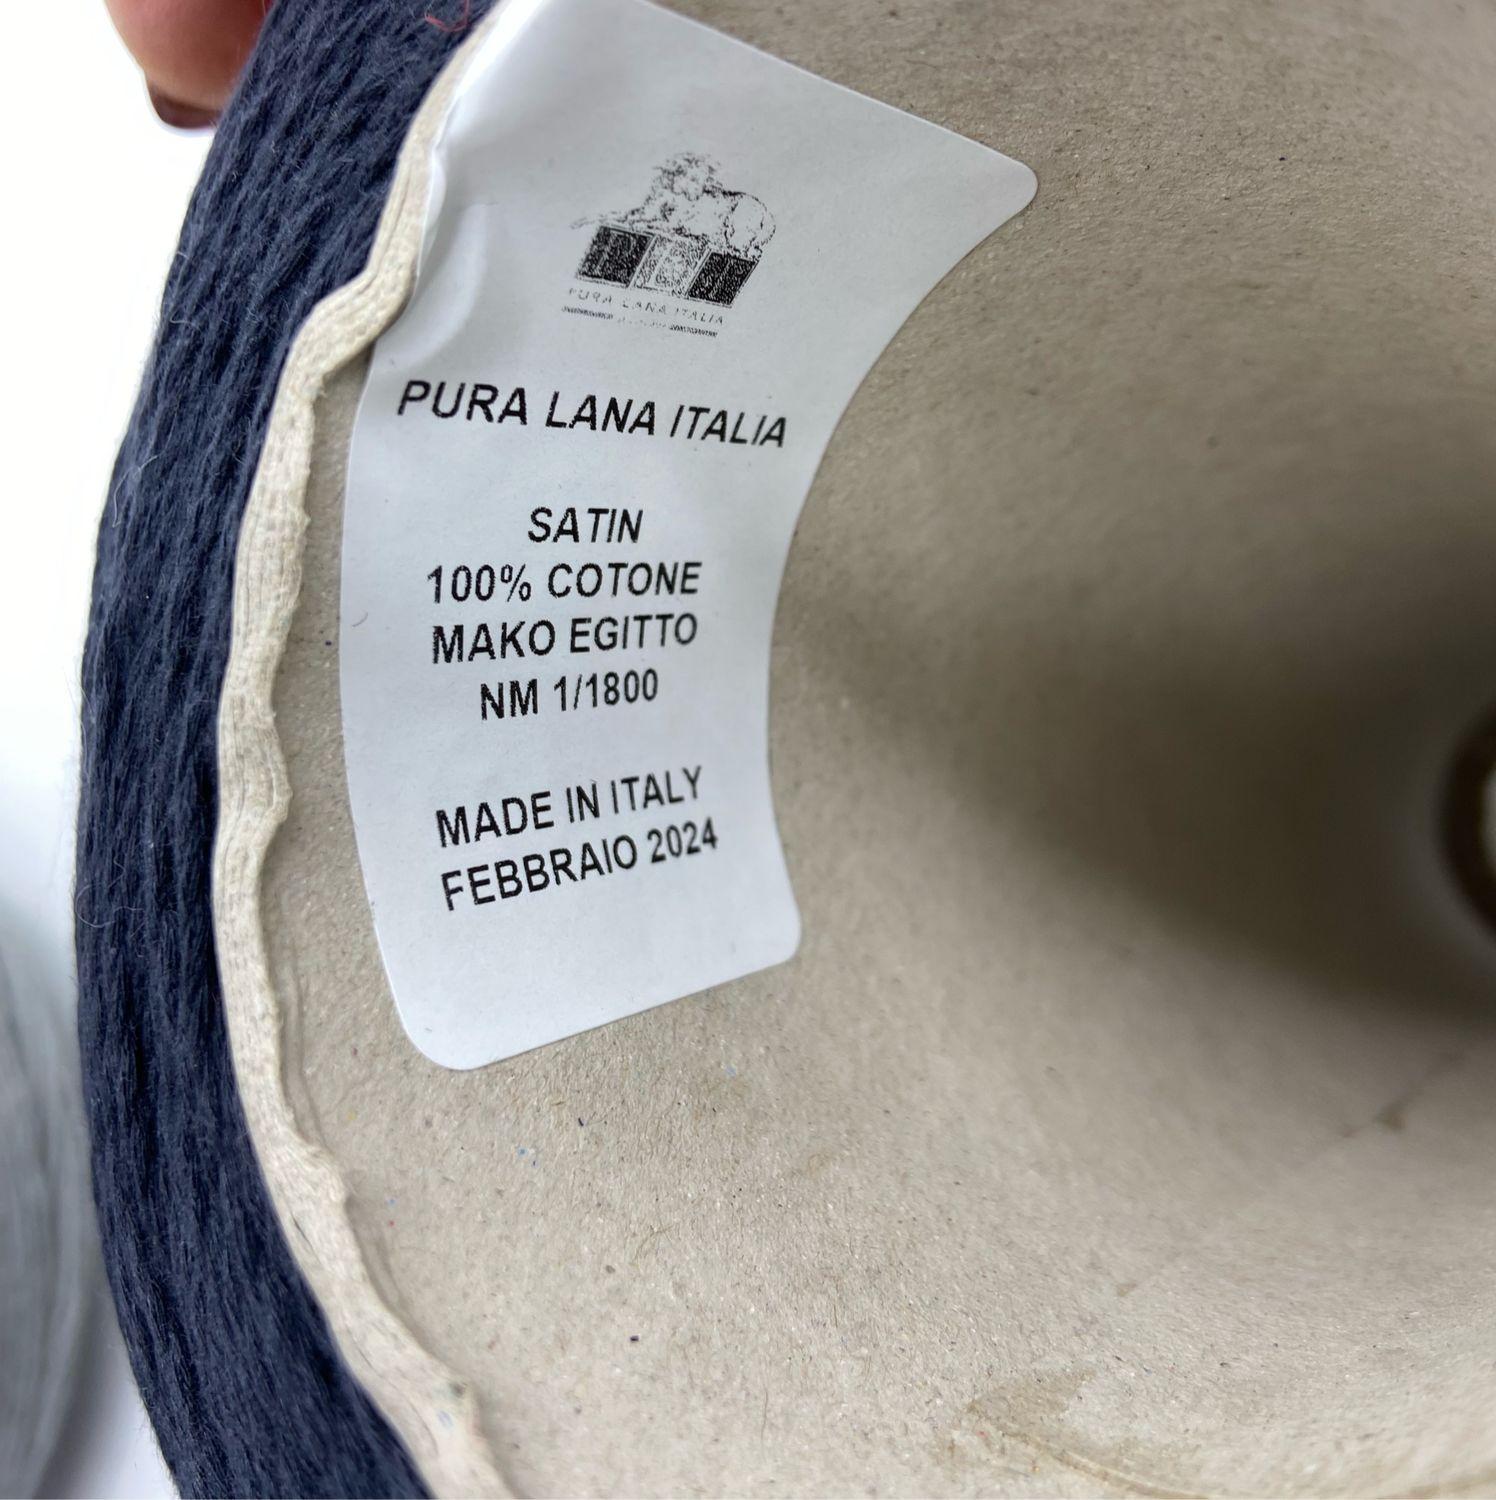 PURA LANA ITALIA
PURA LANA ITALIA
SATIN
100% COTONE
MAKO EGITTO
NM 1/1800
MADE IN ITALY
FEBBRAIO 2024